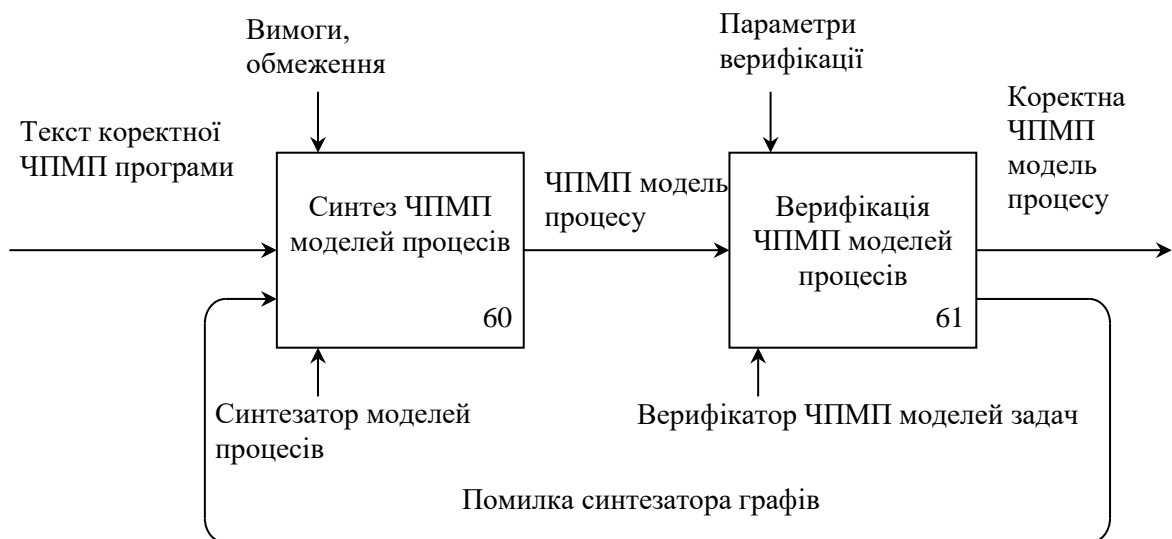 Вимоги,
обмеження
Параметри
верифікації
Текст коректної
ЧПМП програми
Коректна
ЧПМП
модель
процесу
Синтез ЧПМП
моделей процесів
60
ЧПМП модель
процесу
Верифікація
ЧПМП моделей
процесів
61
Синтезатор моделей
процесів
Верифікатор ЧПМП моделей задач
Помилка синтезатора графів